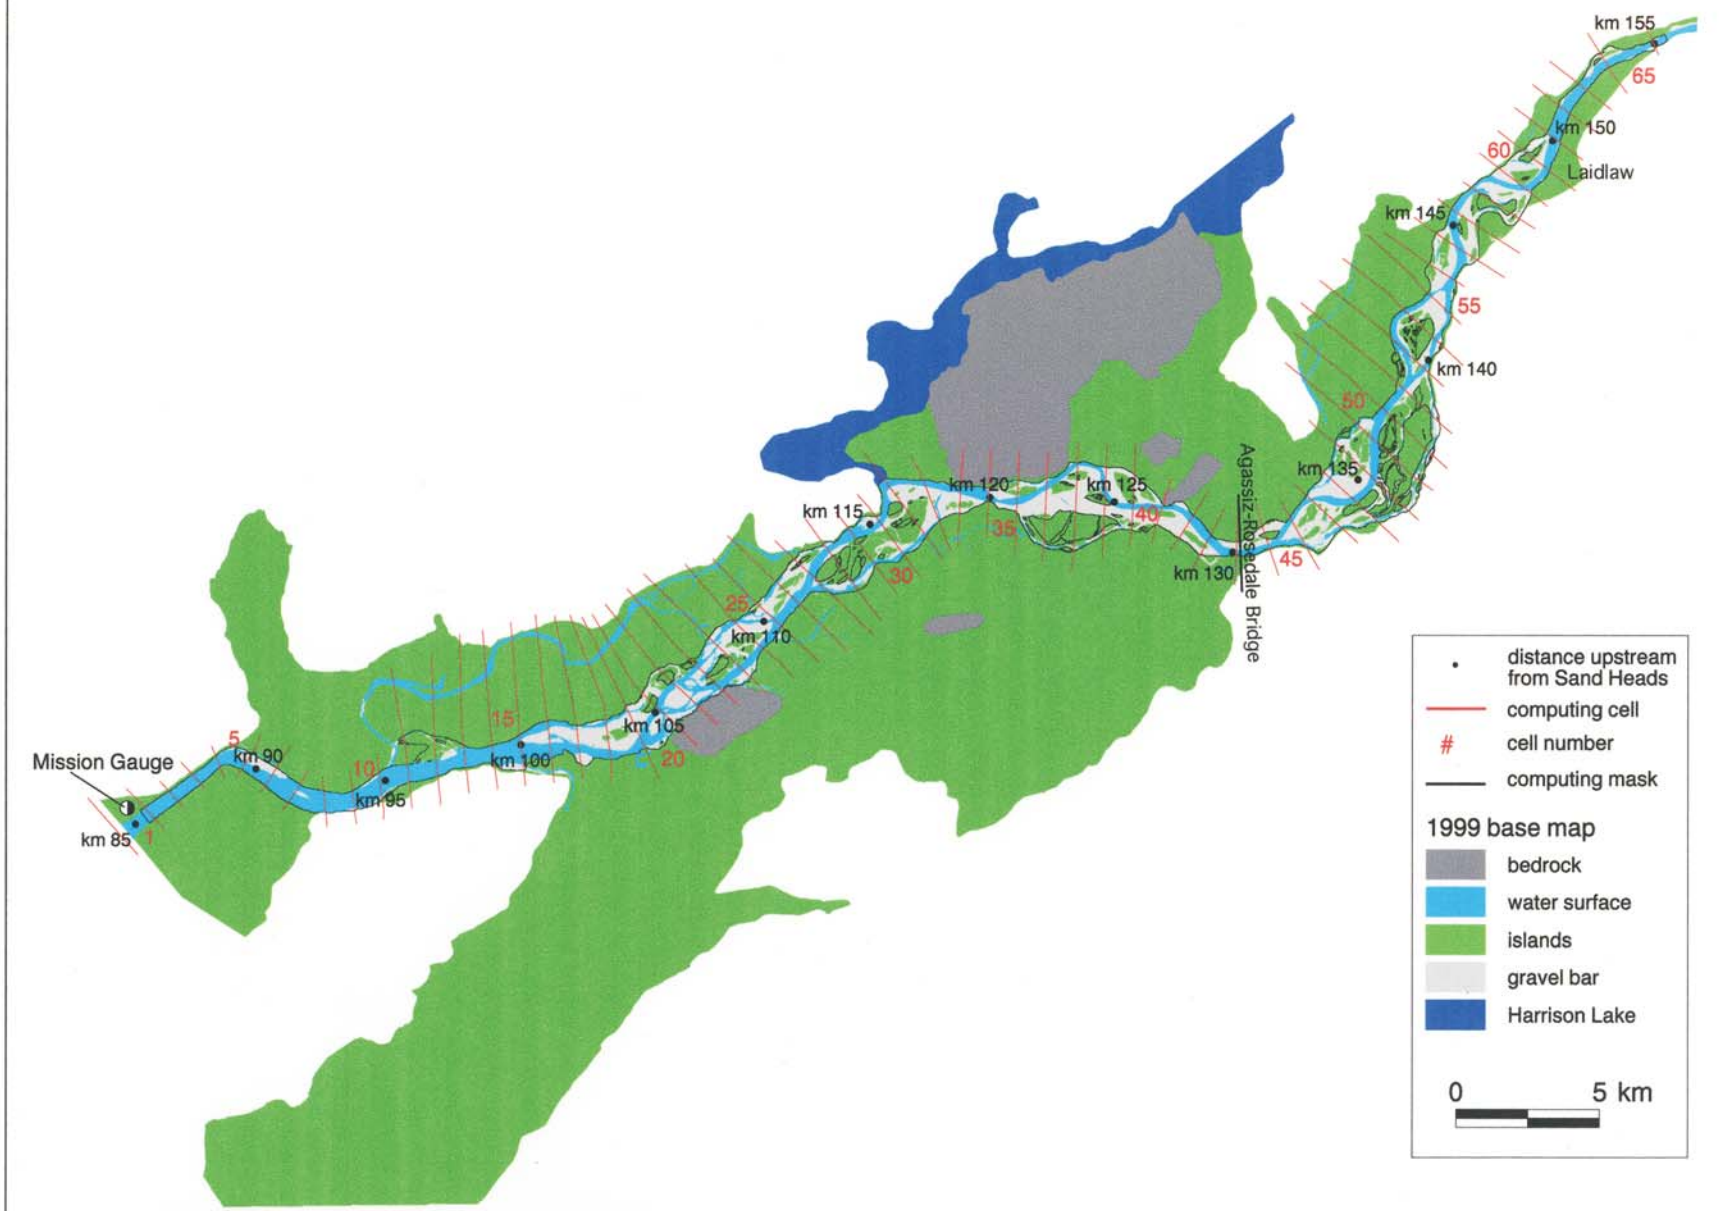 km 155
65
km 150
60
Laidlaw
km 145
55
km 140
50
km 135
km 120
km 125
km 115
35
40
45
km 130
Agassiz-Rosedale Bridge
30
25
km 110
15
km 105
km 100
20
5
km 90
Mission Gauge
10
km 95
km 85
1
distance upstream
from Sand Heads
computing cell
# cell number
computing mask
1999 base map
bedrock
water surface
islands
gravel bar
Harrison Lake
0 5 km